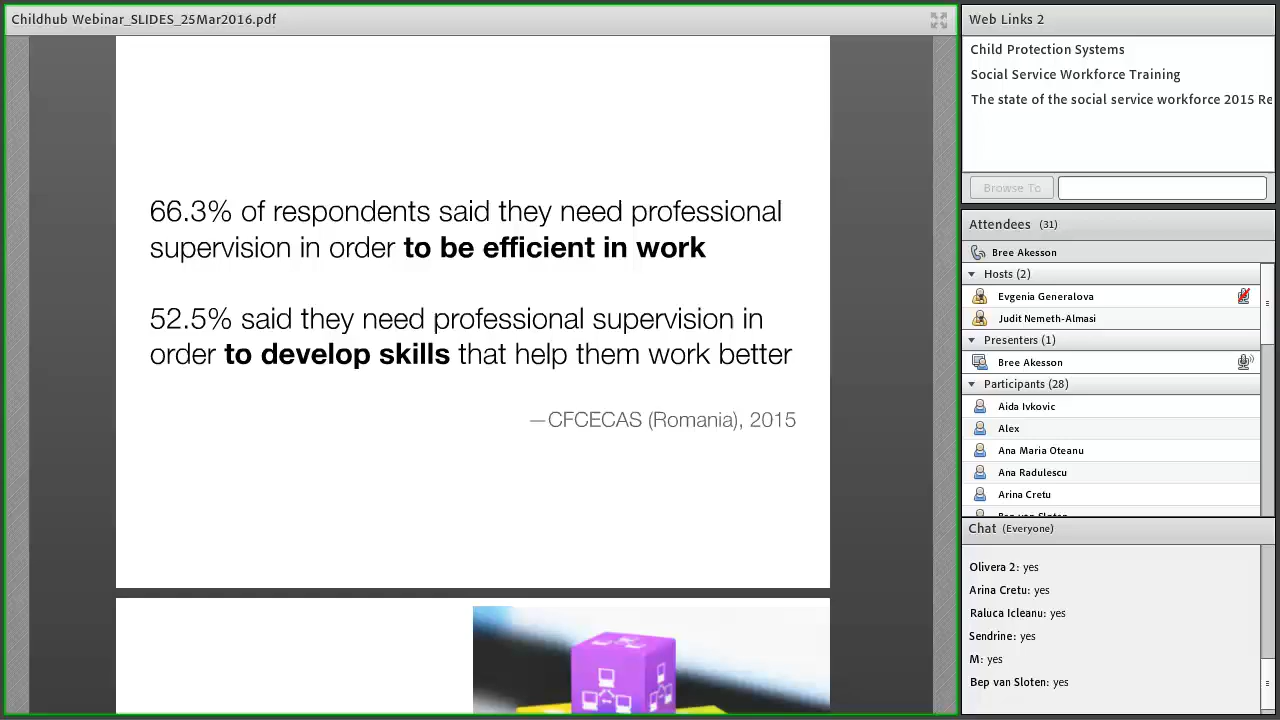 Childhub Webinar_SLIDES_25Mar2016.pdf
66.3% of respondents said they need professional
supervision in order to be efficient in work
52.5% said they need professional supervision in
order to develop skills that help them work better
—CFCECAS (Romania), 2015
Web Links 2
Child Protection Systems
Social Service Workforce Training
The state of the social service workforce 2015 Re
Browse To
Attendees (31)
Bree Akesson
Hosts (2)
Evgenia Generalova
Judit Nemeth-Almasi
Presenters (1)
Bree Akesson
Participants (28)
Aida Ivkovic
Alex
Ana Maria Oteanu
Ana Radulescu
Arina Cretu
Bep van Sloten
Chat (Everyone)
Olivera 2: yes
Arina Cretu: yes
Raluca Icleanu: yes
Sendrine: yes
M: yes
Bep van Sloten: yes